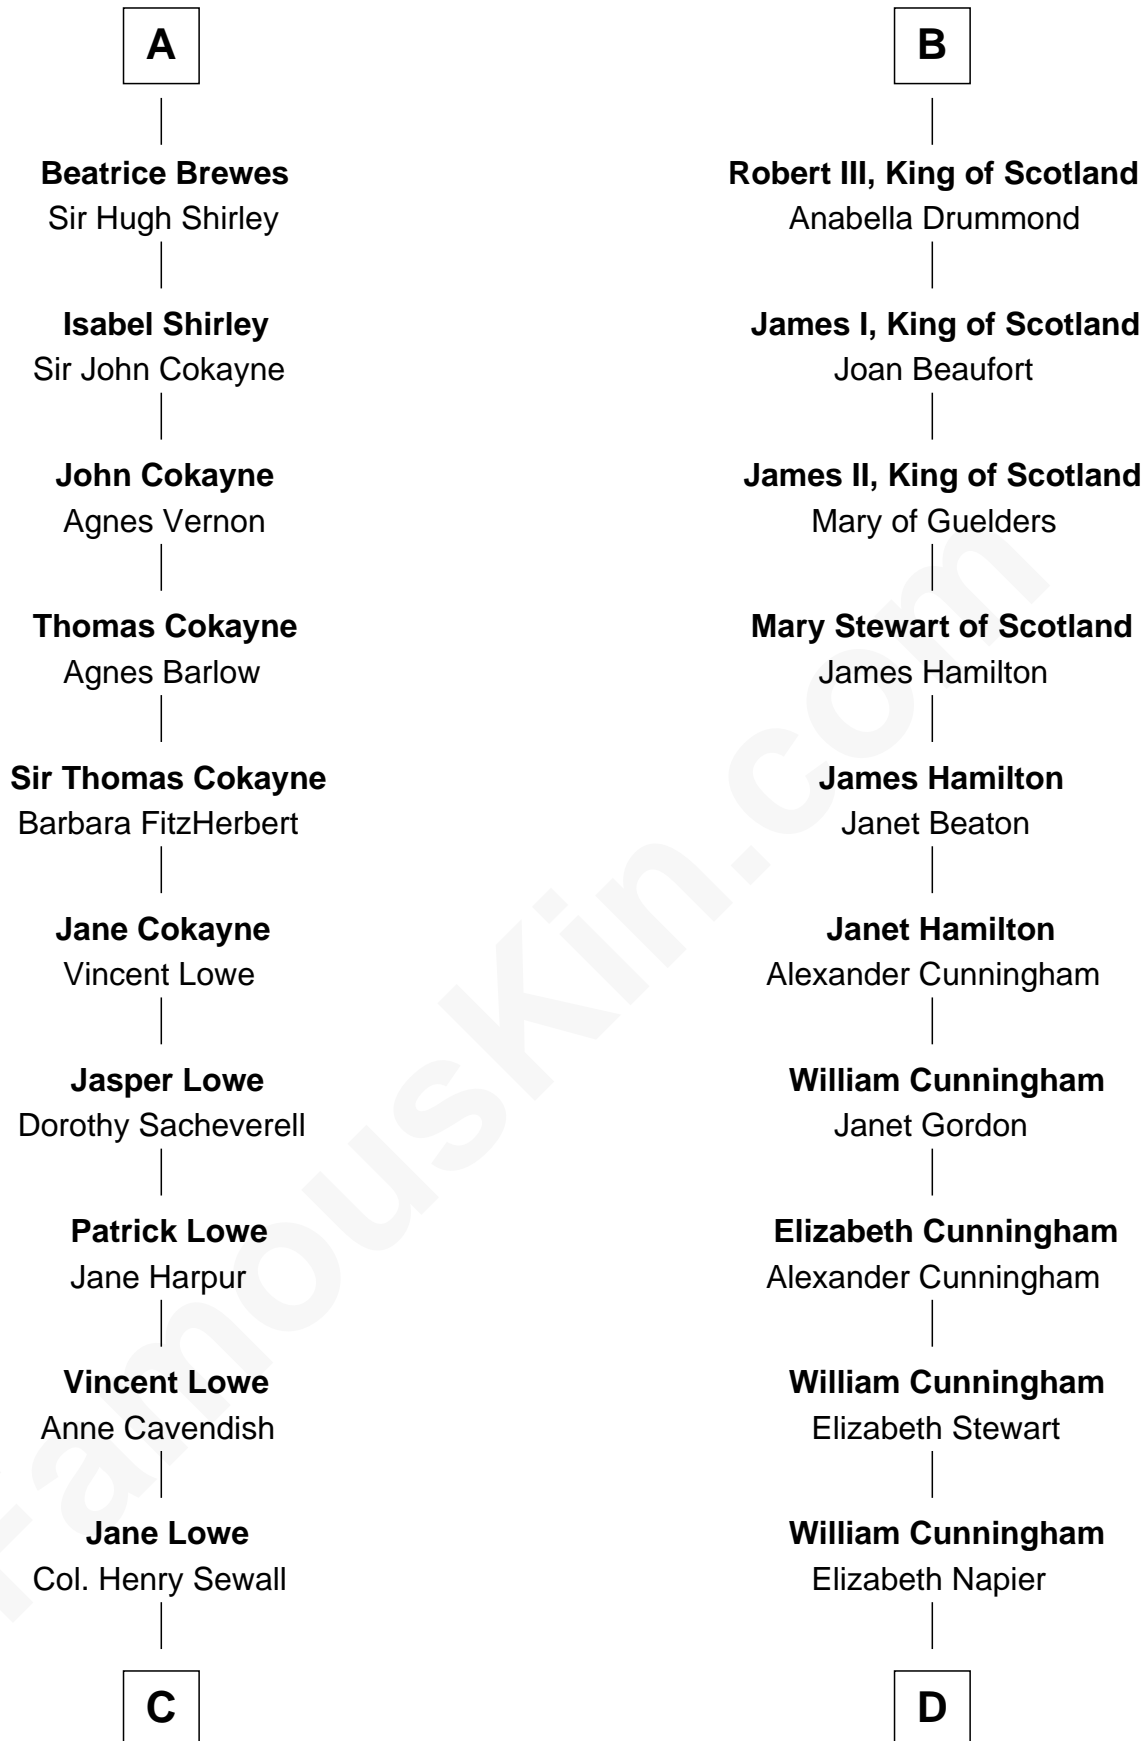 A
Beatrice Brewes
Sir Hugh Shirley
Isabel Shirley
Sir John Cokayne
John Cokayne
Agnes Vernon
Thomas Cokayne
Agnes Barlow
Sir Thomas Cokayne
Barbara FitzHerbert
Jane Cokayne
Vincent Lowe
Jasper Lowe
Dorothy Sacheverell
Patrick Lowe
Jane Harpur
Vincent Lowe
Anne Cavendish
Jane Lowe
Col. Henry Sewall
C
B
Robert III, King of Scotland
Anabella Drummond
James I, King of Scotland
Joan Beaufort
James II, King of Scotland
Mary of Guelders
Mary Stewart of Scotland
James Hamilton
James Hamilton
Janet Beaton
Janet Hamilton
Alexander Cunningham
William Cunningham
Janet Gordon
Elizabeth Cunningham
Alexander Cunningham
William Cunningham
Elizabeth Stewart
William Cunningham
Elizabeth Napier
D
FamousKin.com